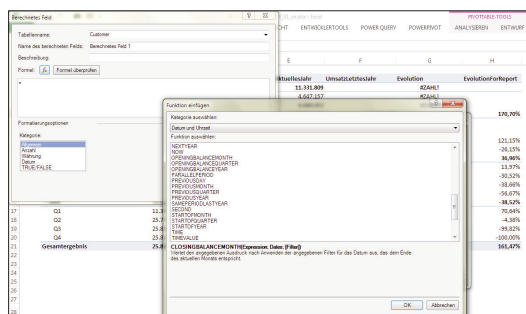 Berechnetes Feld
Excel
PIVOTTABLE-TOOLS
ENTWICKLERTOOLS POWER QUERY POWERPIVOT ANALYSIEREN ENTWURF
Tabellenname: Customer
Name des berechneten Felds: Berechnetes Feld 1
Beschreibung:
Formel: fx Formel überprüfen
=
Formatierungsoptionen
Kategorie:
Allgemein
Anzahl
Währung
Datum
TRUE/FALSE
E F G H
UmsatzLetztesJahr Evolution EvolutionForReport
11.331.809 #ZAHL!
4.647.157 #ZAHL!
170,70%
121,15%
-26,15%
36,96%
13,97%
-30,52%
-38,66%
-56,67%
-38,52%
17 Q1 70,64%
18 Q2 -4,38%
19 Q3 -99,82%
20 Q4 -100,00%
21 Gesamtergebnis 161,47%
22
23
24
25
26
27
28
Funktion einfügen
Kategorie auswählen:
Datum und Uhrzeit
Funktion auswählen:
NEXTYEAR
NOW
OPENINGBALANCEMONTH
OPENINGBALANCEQUARTER
OPENINGBALANCEYEAR
PARALLELPERIOD
PREVIOUSDAY
PREVIOUSMONTH
PREVIOUSQUARTER
PREVIOUSYEAR
SAMEPERIODLASTYEAR
SECOND
STARTOFMONTH
STARTOFQUARTER
STARTOFYEAR
TIME
TIMEVALUE
CLOSINGBALANCEMONTH(Expression; Dates; [Filter])
Wertet den angegebenen Ausdruck nach Anwenden der angegebenen Filter für das Datum aus, das dem Ende
des aktuellen Monats entspricht.
OK Abbrechen